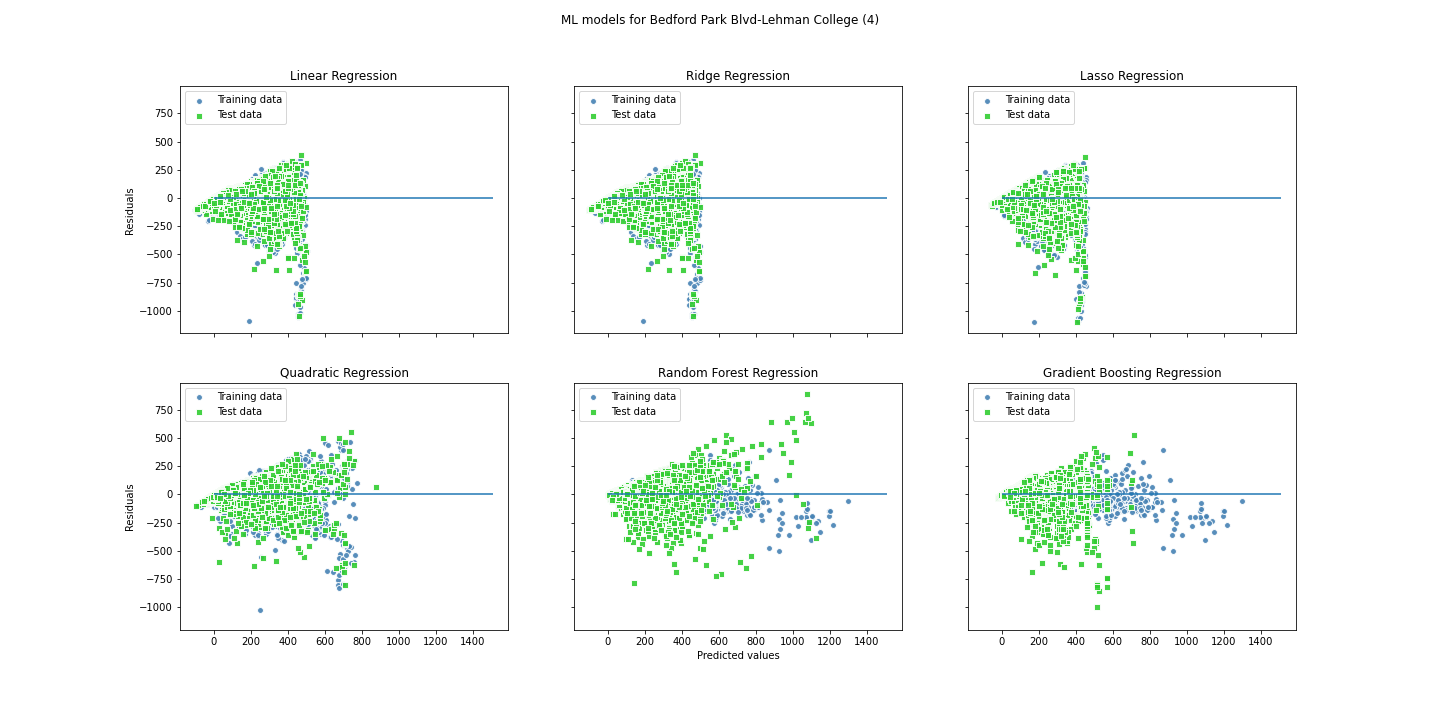 ML models for Bedford Park Blvd-Lehman College (4)
Linear Regression
Ridge Regression
Lasso Regression
Training data
Test data
Training data
Test data
Training data
Test data
750
500
250
0
−250
−500
−750
−1000
Residuals
Quadratic Regression
Random Forest Regression
Gradient Boosting Regression
Training data
Test data
Training data
Test data
Training data
Test data
750
500
250
0
−250
−500
−750
−1000
Residuals
0 200 400 600 800 1000 1200 1400
0 200 400 600 800 1000 1200 1400
0 200 400 600 800 1000 1200 1400
Predicted values